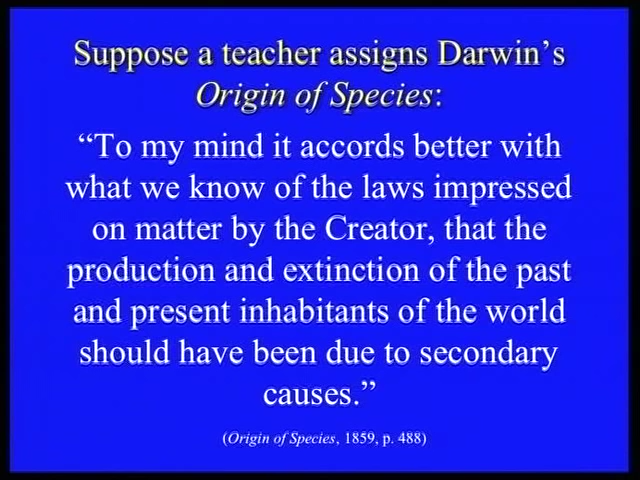 Suppose a teacher assigns Darwin’s
Origin of Species:
“To my mind it accords better with
what we know of the laws impressed
on matter by the Creator, that the
production and extinction of the past
and present inhabitants of the world
should have been due to secondary
causes.”
(Origin of Species, 1859, p. 488)